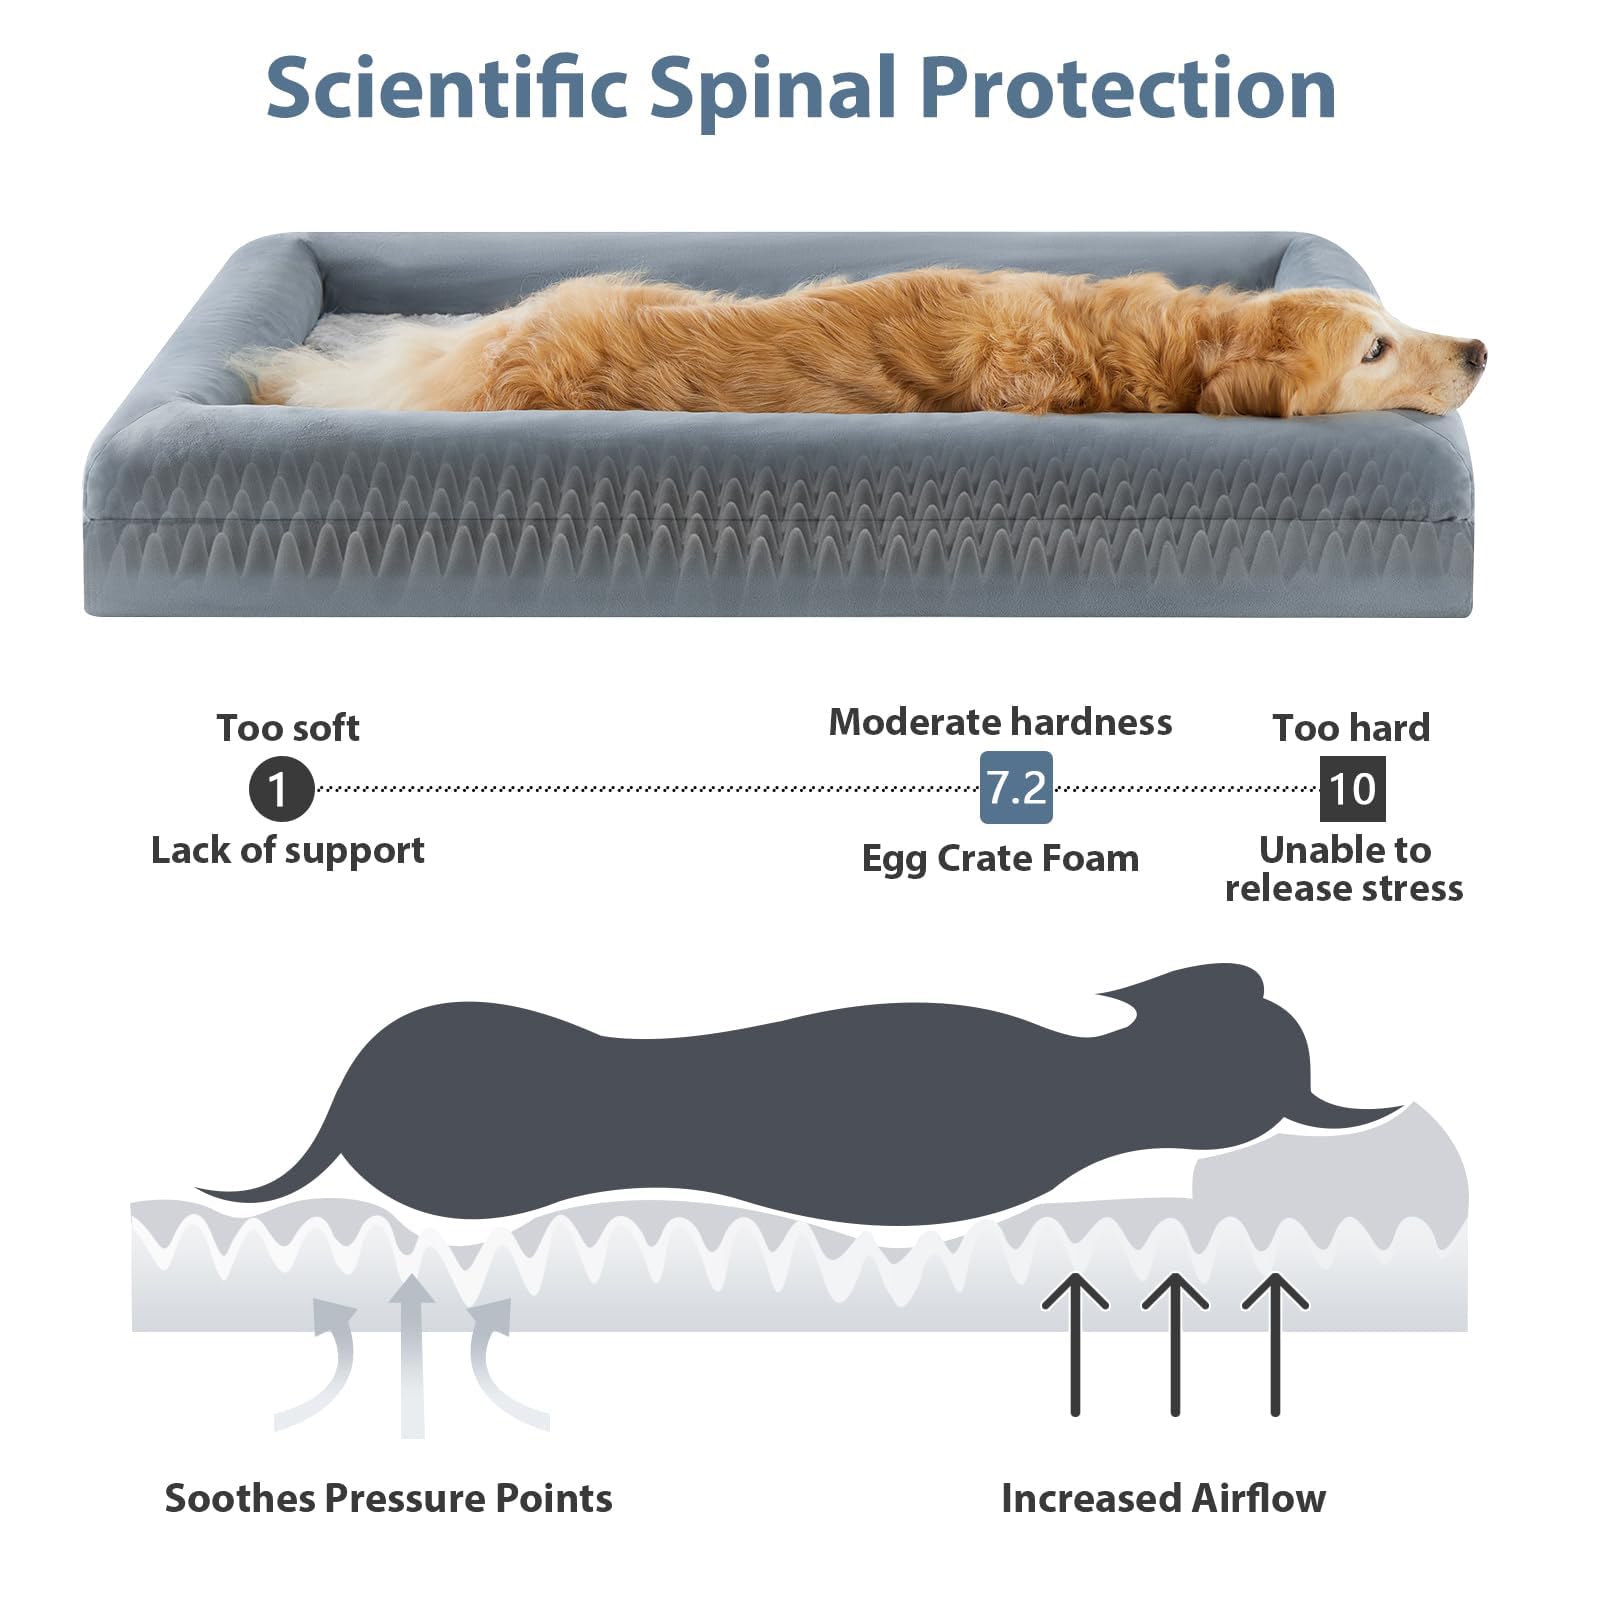 Scientific Spinal Protection
Too soft
Moderate hardness
Too hard
1
7.2
10
Lack of support
Egg Crate Foam
Unable to
release stress
Soothes Pressure Points
Increased Airflow